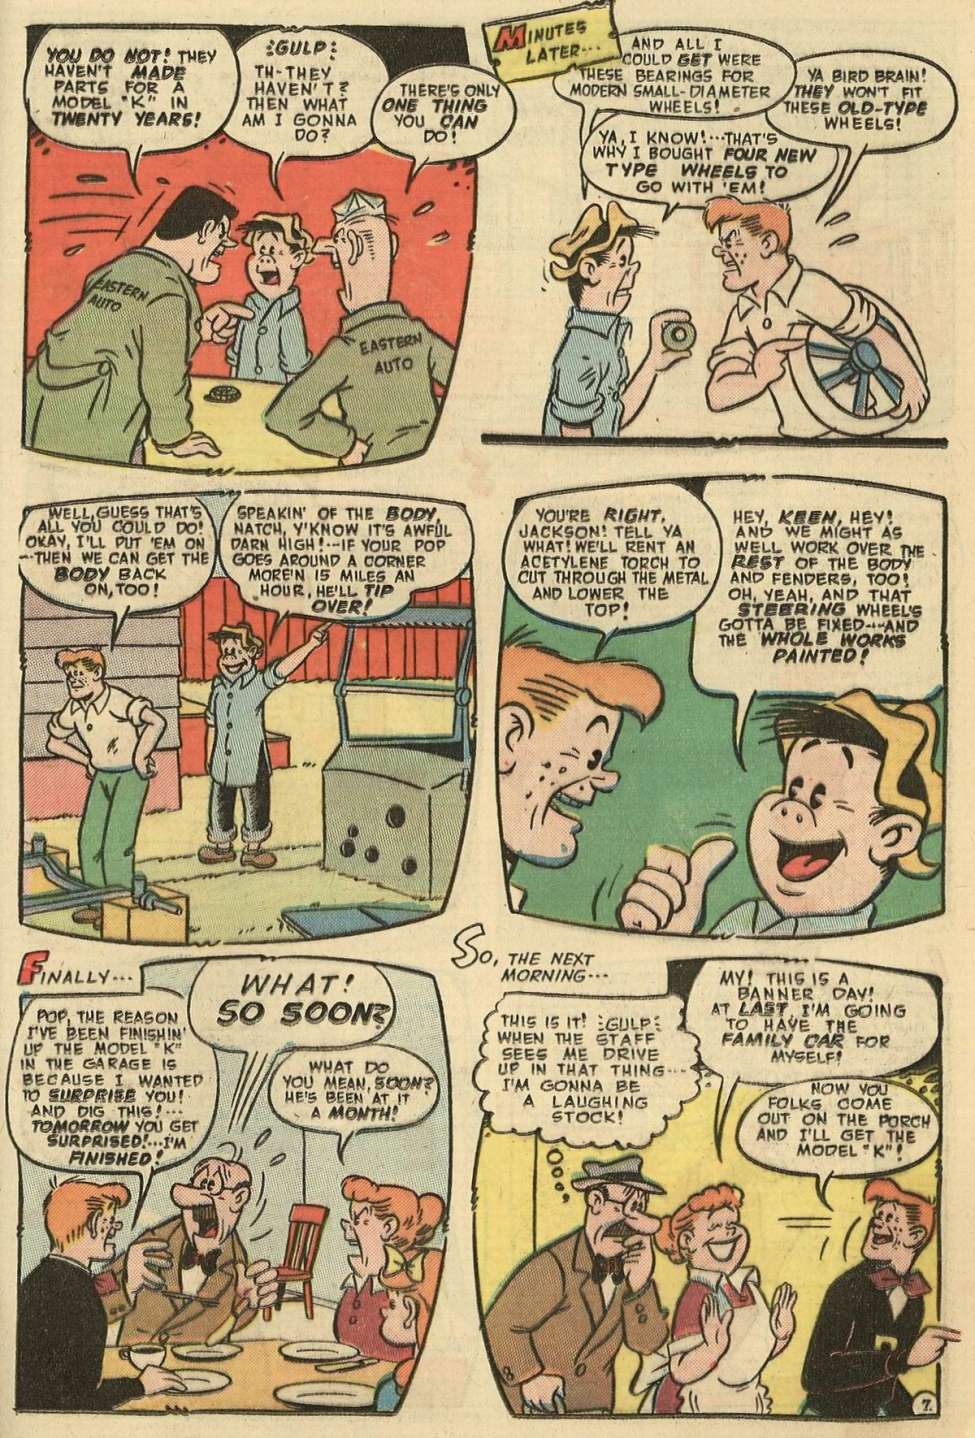 YOU DO NOT! THEY
HAVEN'T MADE
PARTS FOR A
MODEL "K" IN
TWENTY YEARS!
:GULP:
TH-THEY
HAVEN'T?
THEN WHAT
AM I GONNA
DO?
THERE'S ONLY
ONE THING
YOU CAN
DO!
EASTERN
AUTO
EASTERN
AUTO
MINUTES
LATER...
AND ALL I
COULD GET WERE
THESE BEARINGS FOR
MODERN SMALL-DIAMETER
WHEELS!
YA BIRD BRAIN!
THEY WON'T FIT
THESE OLD-TYPE
WHEELS!
YA, I KNOW!...THAT'S
WHY I BOUGHT FOUR NEW
TYPE WHEELS TO
GO WITH 'EM!
WELL, GUESS THAT'S
ALL YOU COULD DO!
OKAY, I'LL PUT 'EM ON
--THEN WE CAN GET THE
BODY BACK
ON, TOO!
SPEAKIN' OF THE BODY,
NATCH, Y'KNOW IT'S AWFUL
DARN HIGH!--IF YOUR POP
GOES AROUND A CORNER
MORE'N 15 MILES AN
HOUR, HE'LL TIP
OVER!
YOU'RE RIGHT,
JACKSON! TELL YA
WHAT! WE'LL RENT AN
ACETYLENE TORCH TO
CUT THROUGH THE METAL
AND LOWER THE
TOP!
HEY, KEEN, HEY!
AND WE MIGHT AS
WELL WORK OVER THE
REST OF THE BODY
AND FENDERS, TOO!
OH, YEAH, AND THAT
STEERING WHEEL'S
GOTTA BE FIXED---AND
THE WHOLE WORKS
PAINTED!
FINALLY...
POP, THE REASON
I'VE BEEN FINISHIN'
UP THE MODEL "K"
IN THE GARAGE IS
BECAUSE I WANTED
TO SURPRISE YOU!
AND DIG THIS!...
TOMORROW YOU GET
SURPRISED!...I'M
FINISHED!
WHAT!
SO SOON?
WHAT DO
YOU MEAN, SOON?
HE'S BEEN AT IT
A MONTH!
SO, THE NEXT
MORNING...
THIS IS IT! :GULP:
WHEN THE STAFF
SEES ME DRIVE
UP IN THAT THING...
I'M GONNA BE
A LAUGHING
STOCK!
MY! THIS IS A
BANNER DAY!
AT LAST, I'M GOING
TO HAVE THE
FAMILY CAR FOR
MYSELF!
NOW YOU
FOLKS COME
OUT ON THE PORCH
AND I'LL GET THE
MODEL "K"!
7.